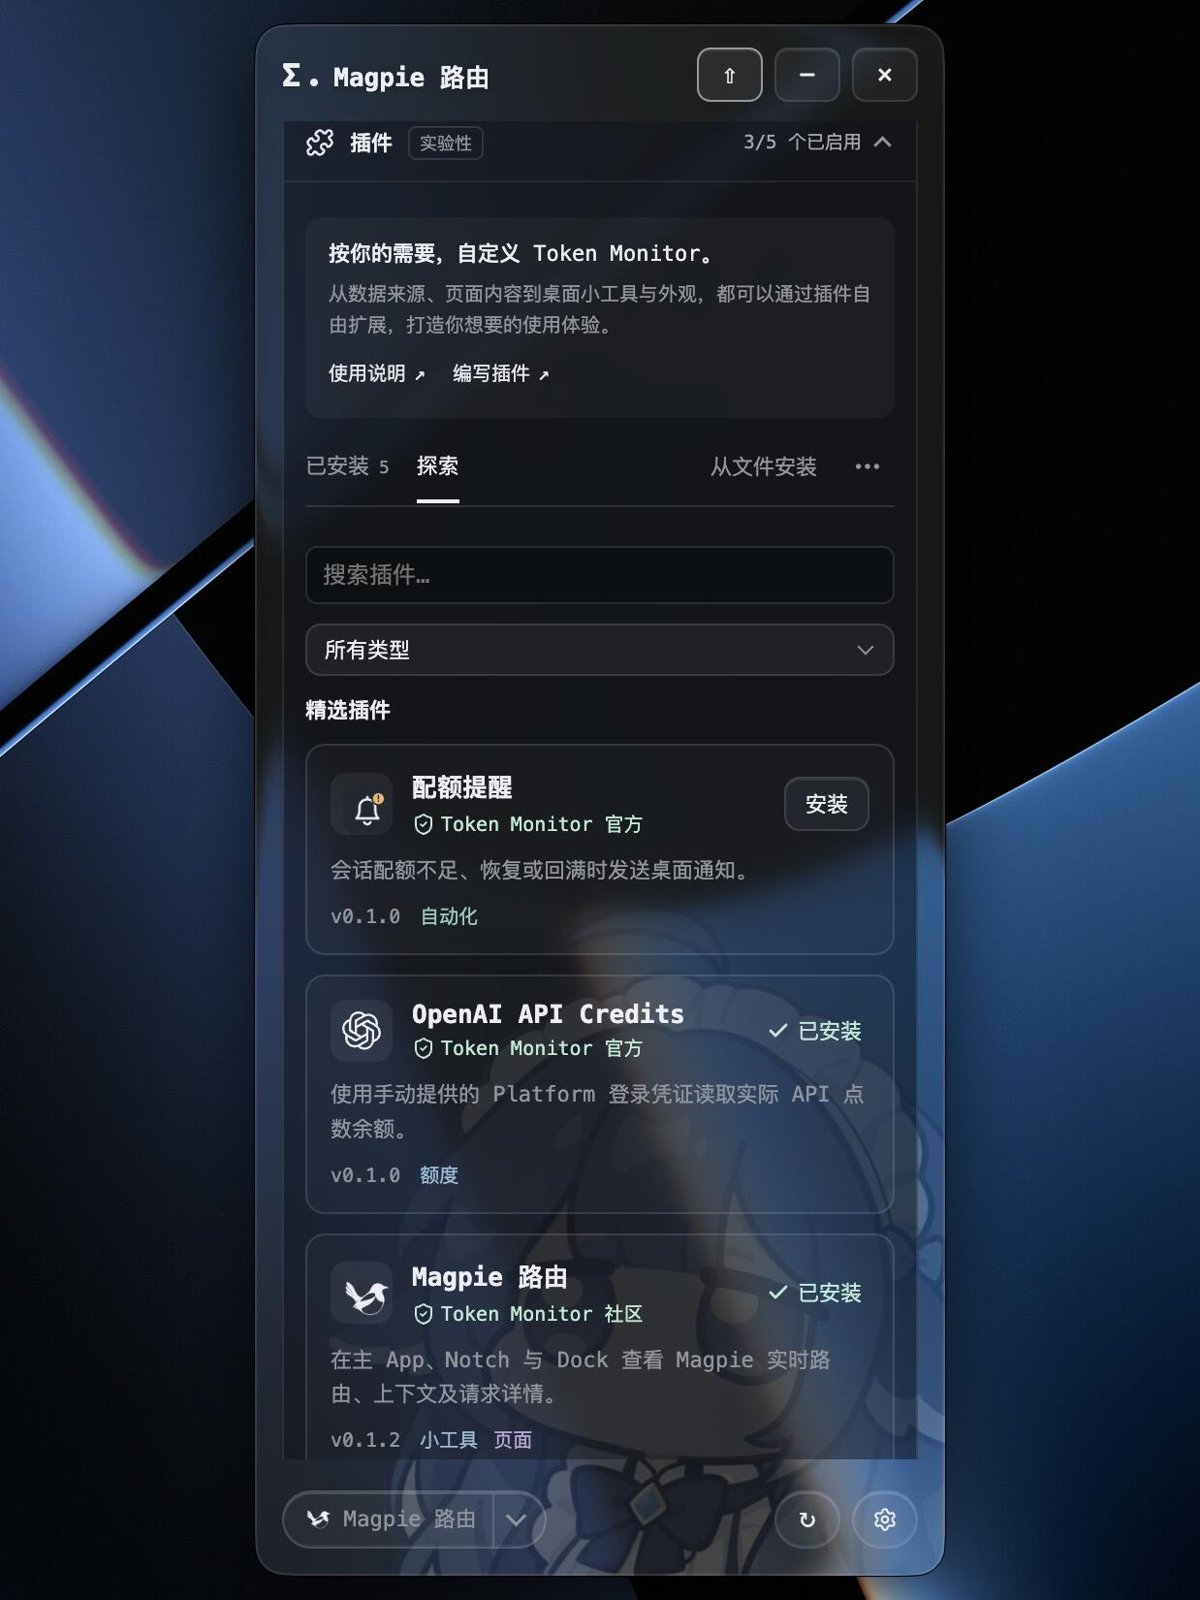 Σ. Magpie 路由
插件 实验性 3/5 个已启用
按你的需要，自定义 Token Monitor。
从数据来源、页面内容到桌面小工具与外观，都可以通过插件自
由扩展，打造你想要的使用体验。
使用说明 ↗ 编写插件 ↗
已安装 5 探索 从文件安装 •••
搜索插件…
所有类型
精选插件
配额提醒
Token Monitor 官方
安装
会话配额不足、恢复或回满时发送桌面通知。
v0.1.0 自动化
OpenAI API Credits
Token Monitor 官方
已安装
使用手动提供的 Platform 登录凭证读取实际 API 点
数余额。
v0.1.0 额度
Magpie 路由
Token Monitor 社区
已安装
在主 App、Notch 与 Dock 查看 Magpie 实时路
由、上下文及请求详情。
v0.1.2 小工具 页面
Magpie 路由